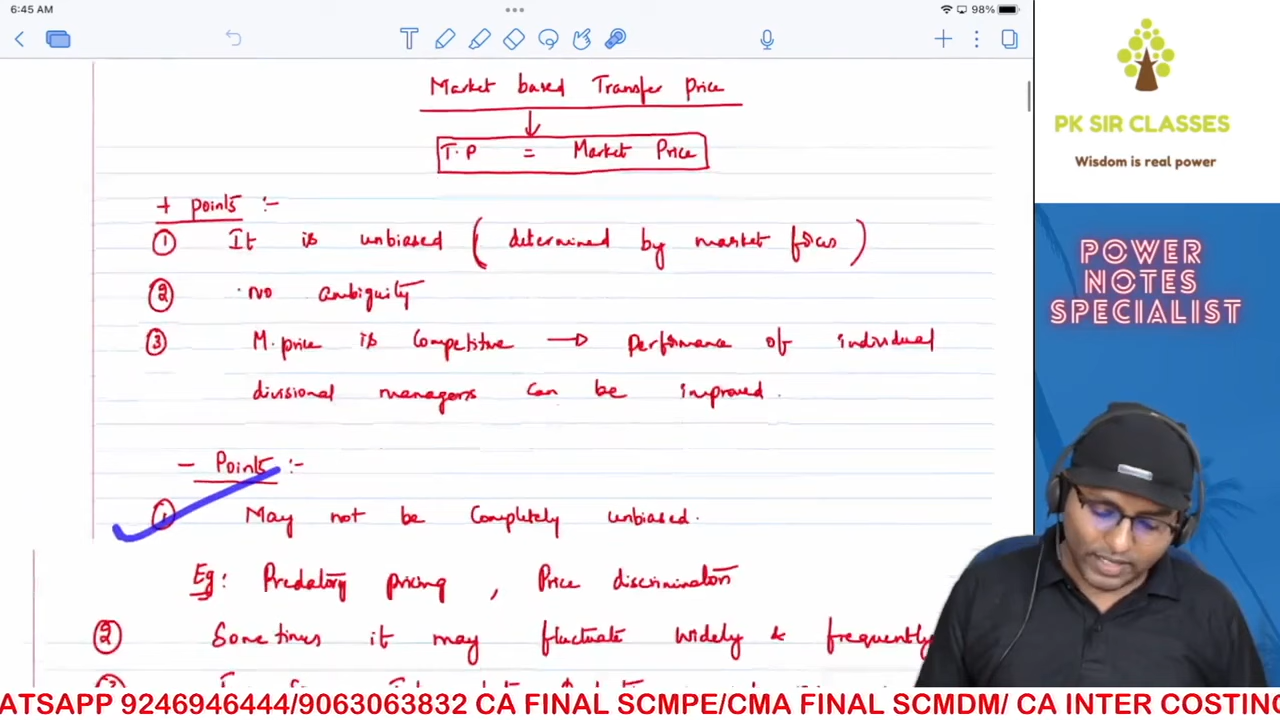 6:45 AM
98%
Market based Transfer Price
T.P = Market Price
+ points :-
① It is unbiased (determined by market focus)
② no ambiguity
③ M.price is Competitive → performance of individual
divisional managers can be improved.
- Points :-
① May not be Completely unbiased.
Eg: Predatory pricing, Price discrimination
② Sometimes it may fluctuate widely & frequently
PK SIR CLASSES
Wisdom is real power
POWER
NOTES
SPECIALIST
ATSAPP 9246946444/9063063832 CA FINAL SCMPE/CMA FINAL SCMDM/ CA INTER COSTING